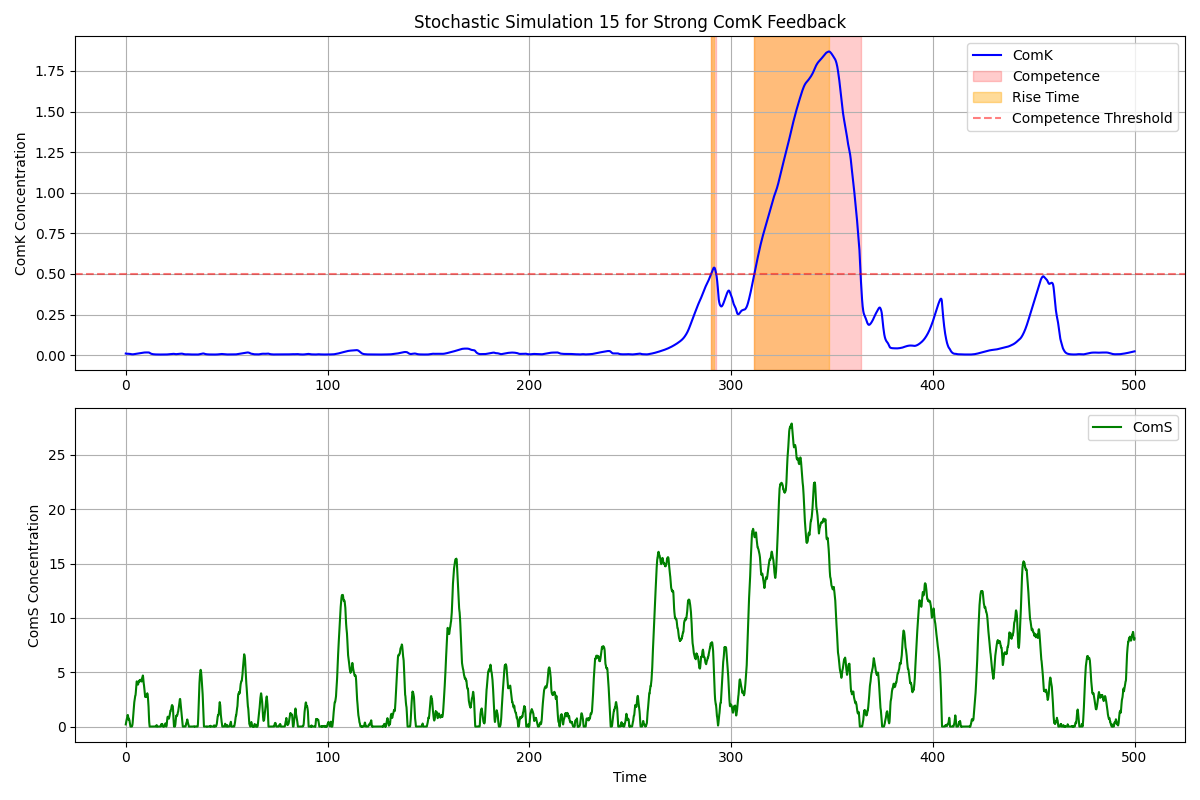 Stochastic Simulation 15 for Strong ComK Feedback
ComK Concentration
1.75
1.50
1.25
1.00
0.75
0.50
0.25
0.00
ComK
Competence
Rise Time
Competence Threshold
0 100 200 300 400 500
ComS Concentration
25
20
15
10
5
0
ComS
0 100 200 300 400 500
Time